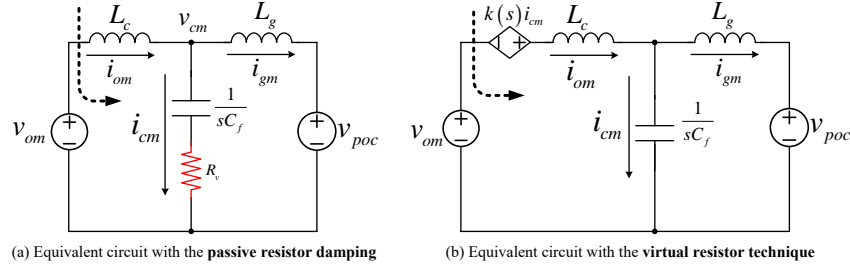 L_c v_cm L_g
i_om i_gm
1/(sC_f)
v_om + − i_cm + − v_poc
R_v
(a) Equivalent circuit with the passive resistor damping
k(s)i_cm L_c L_g
− +
i_om i_gm
1/(sC_f)
v_om + − i_cm + − v_poc
(b) Equivalent circuit with the virtual resistor technique